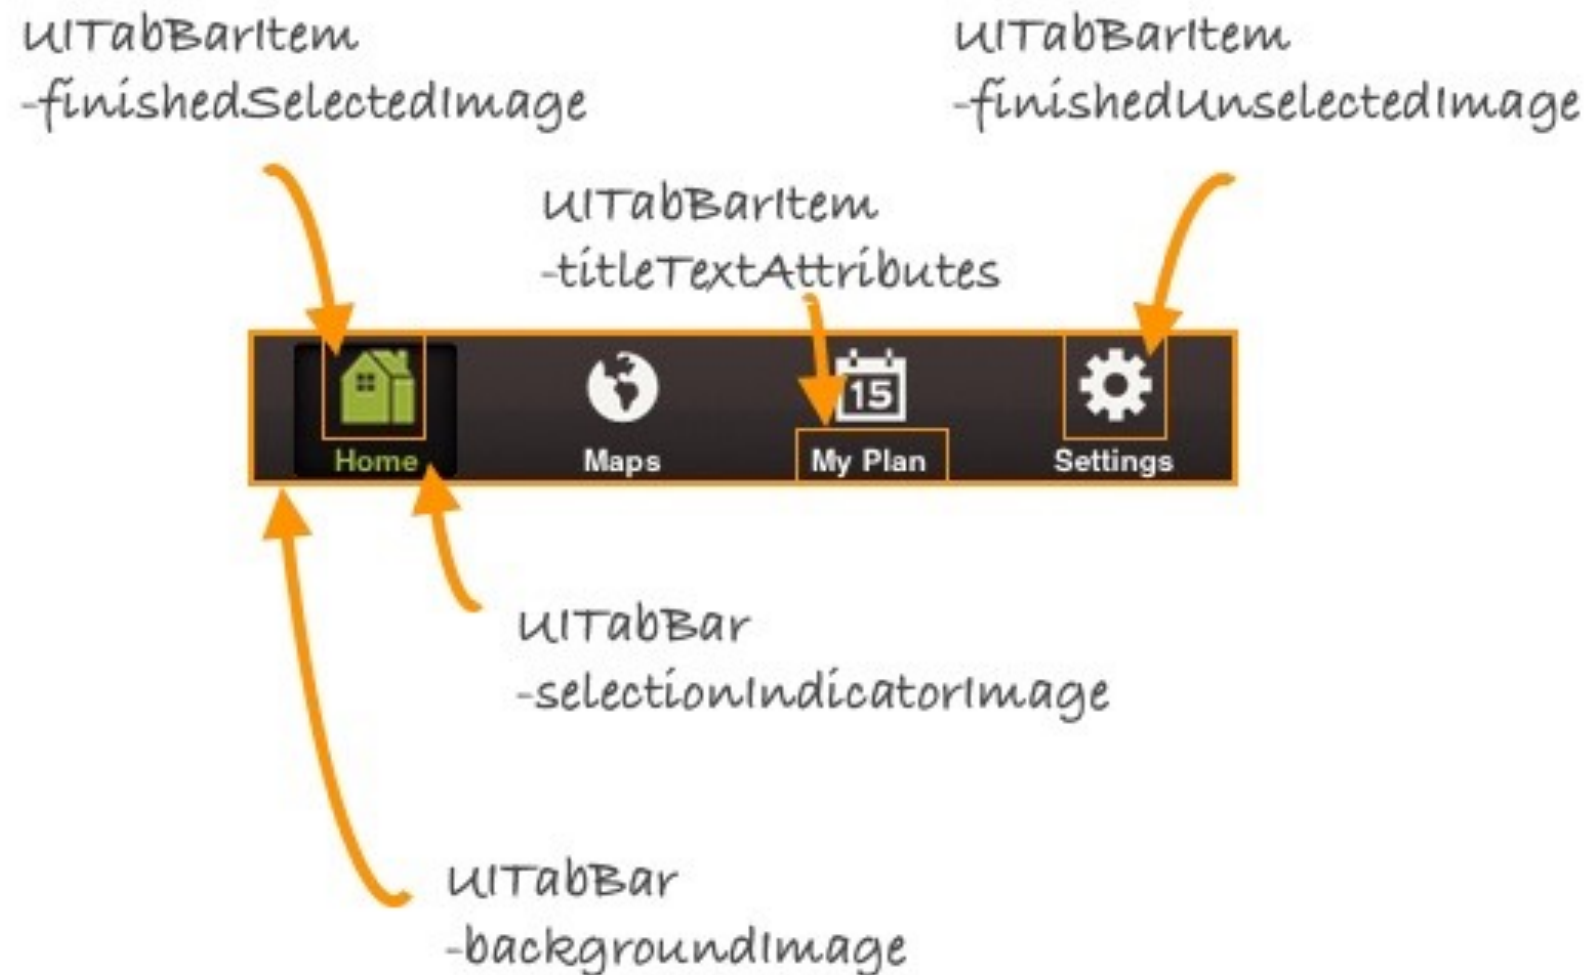 UITabBarItem
-finishedSelectedImage
UITabBarItem
-finishedUnselectedImage
UITabBarItem
-titleTextAttributes
15
Home
Maps
My Plan
Settings
UITabBar
-selectionIndicatorImage
UITabBar
-backgroundImage